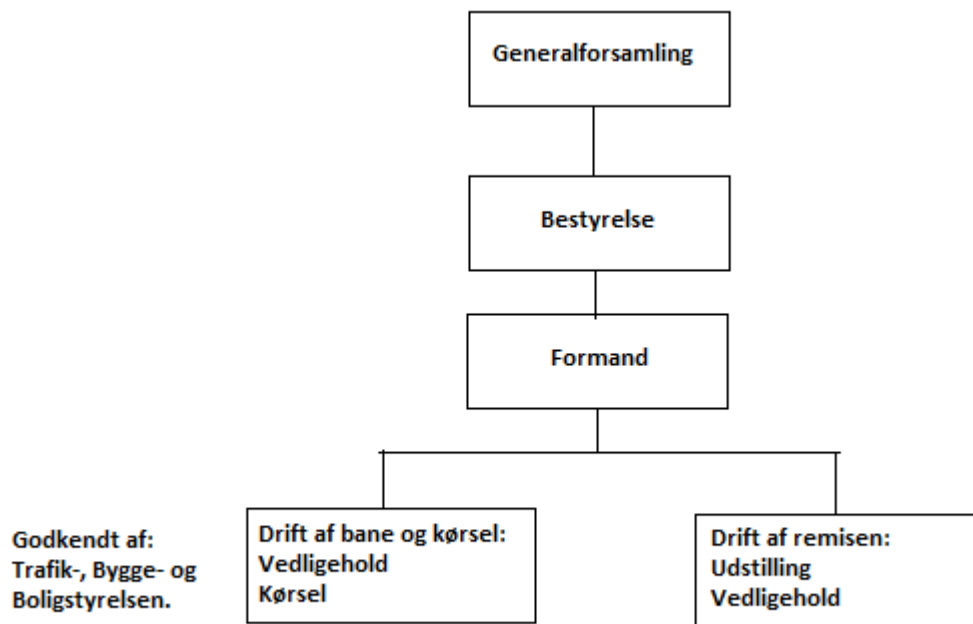 Generalforsamling
Bestyrelse
Formand
Godkendt af:
Trafik-, Bygge- og
Boligstyrelsen.
Drift af bane og kørsel:
Vedligehold
Kørsel
Drift af remisen:
Udstilling
Vedligehold